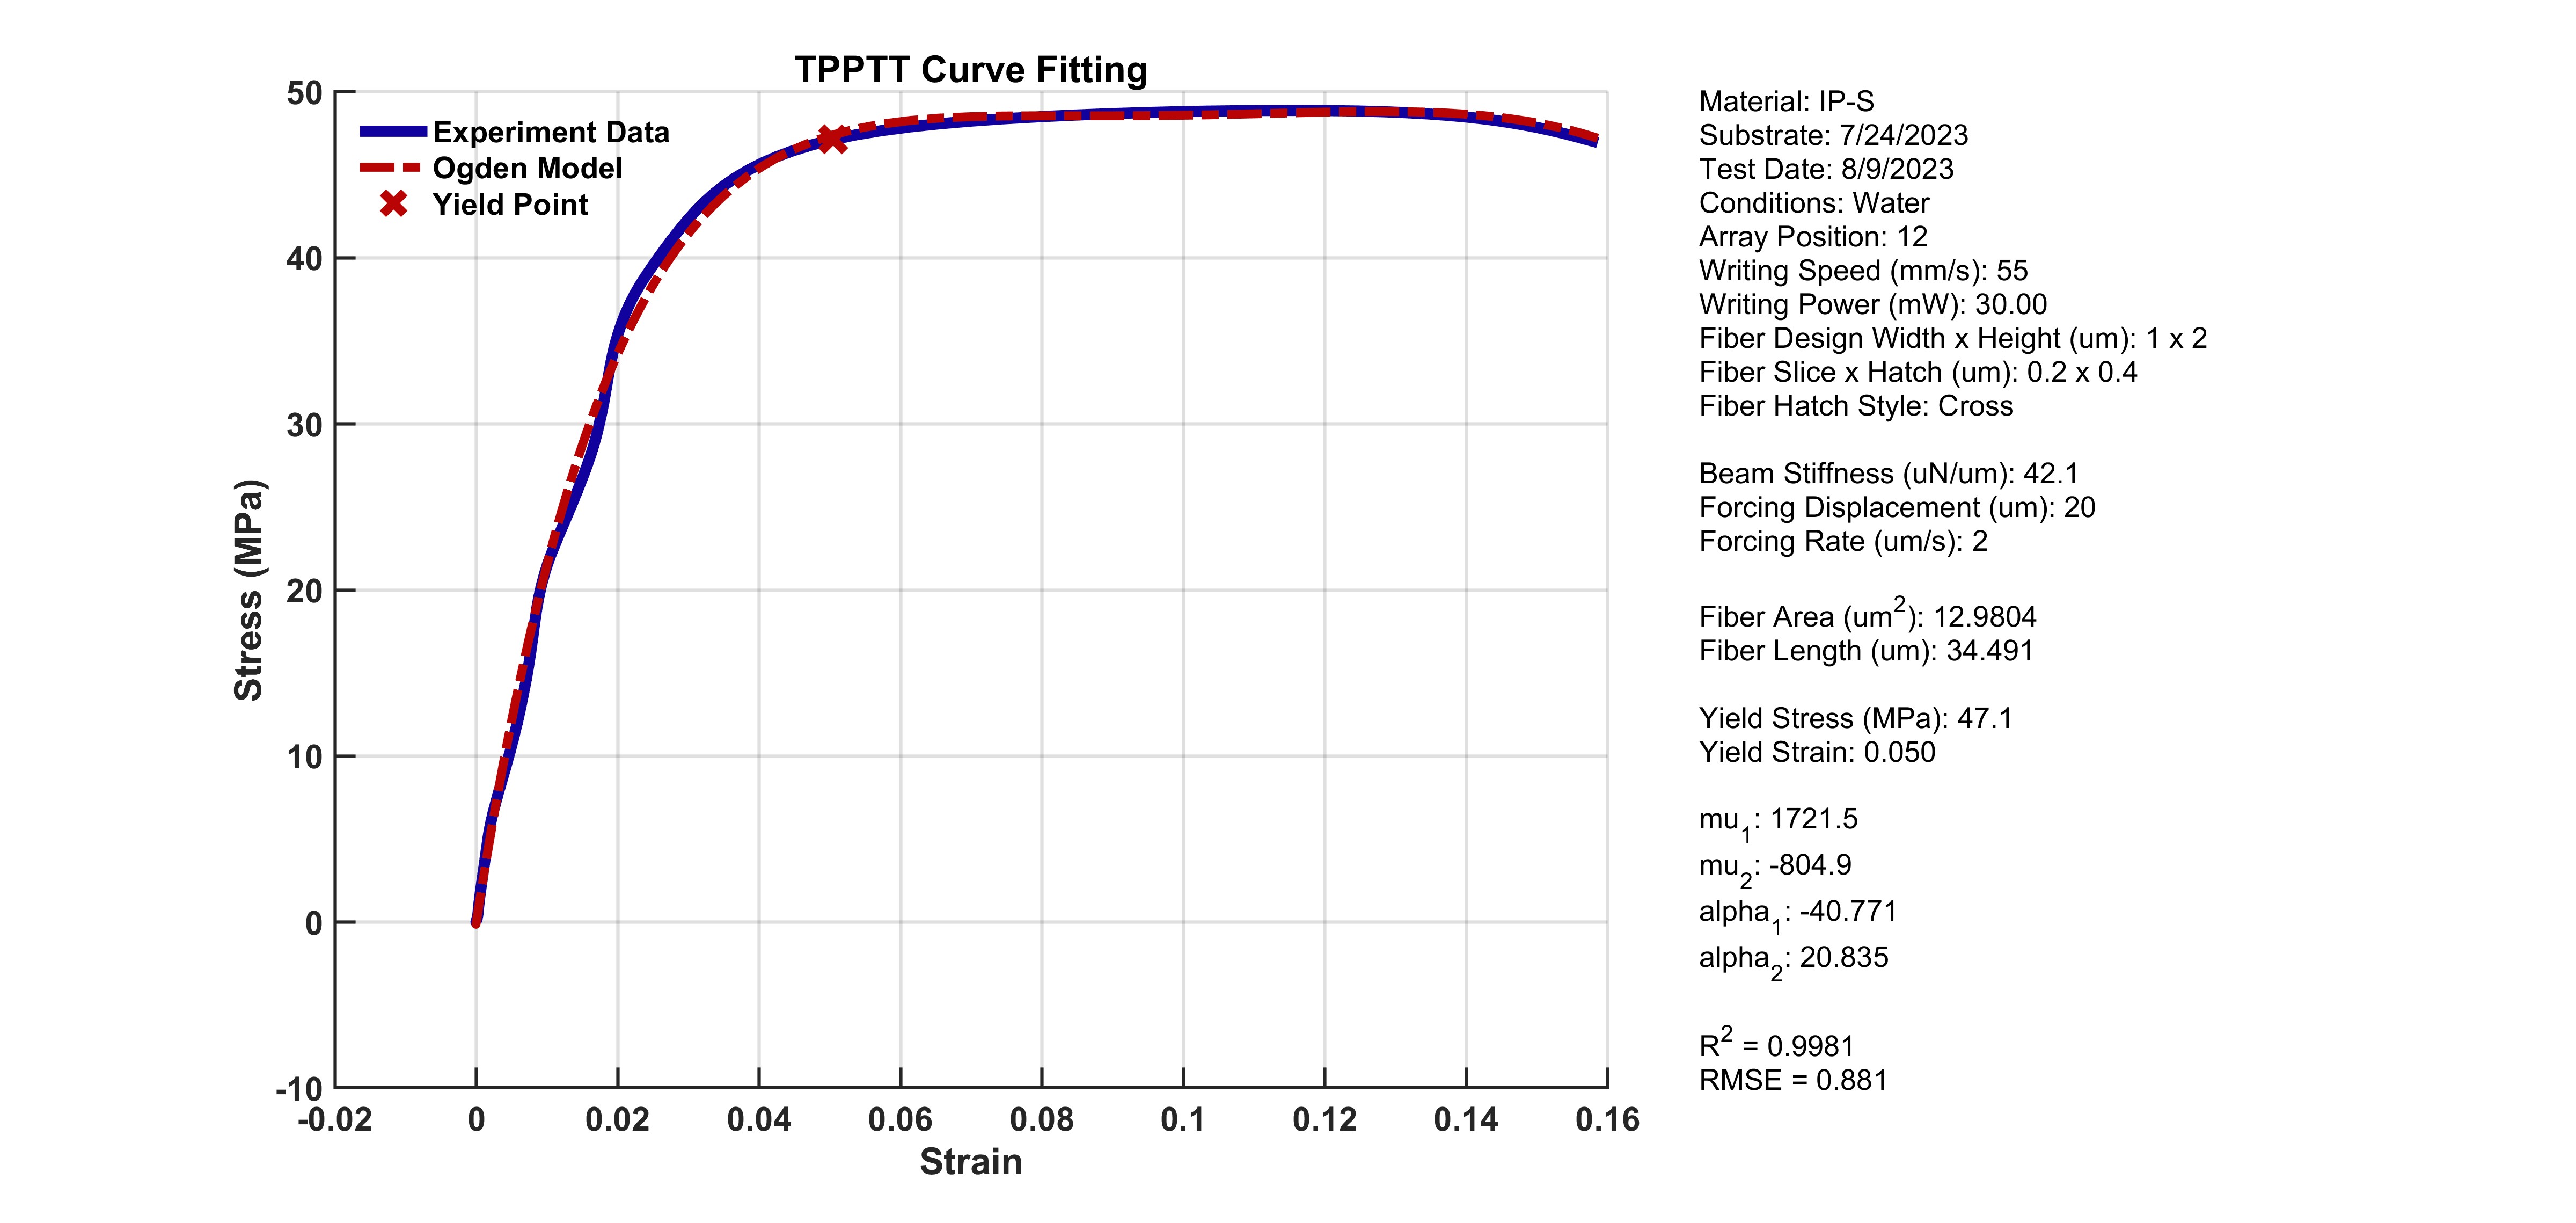 TPPTT Curve Fitting
50
40
30
20
10
0
-10
Stress (MPa)
Experiment Data
Ogden Model
Yield Point
-0.02
0
0.02
0.04
0.06
0.08
0.1
0.12
0.14
0.16
Strain
Material: IP-S
Substrate: 7/24/2023
Test Date: 8/9/2023
Conditions: Water
Array Position: 12
Writing Speed (mm/s): 55
Writing Power (mW): 30.00
Fiber Design Width x Height (um): 1 x 2
Fiber Slice x Hatch (um): 0.2 x 0.4
Fiber Hatch Style: Cross
Beam Stiffness (uN/um): 42.1
Forcing Displacement (um): 20
Forcing Rate (um/s): 2
Fiber Area (um²): 12.9804
Fiber Length (um): 34.491
Yield Stress (MPa): 47.1
Yield Strain: 0.050
mu₁: 1721.5
mu₂: -804.9
alpha₁: -40.771
alpha₂: 20.835
R² = 0.9981
RMSE = 0.881